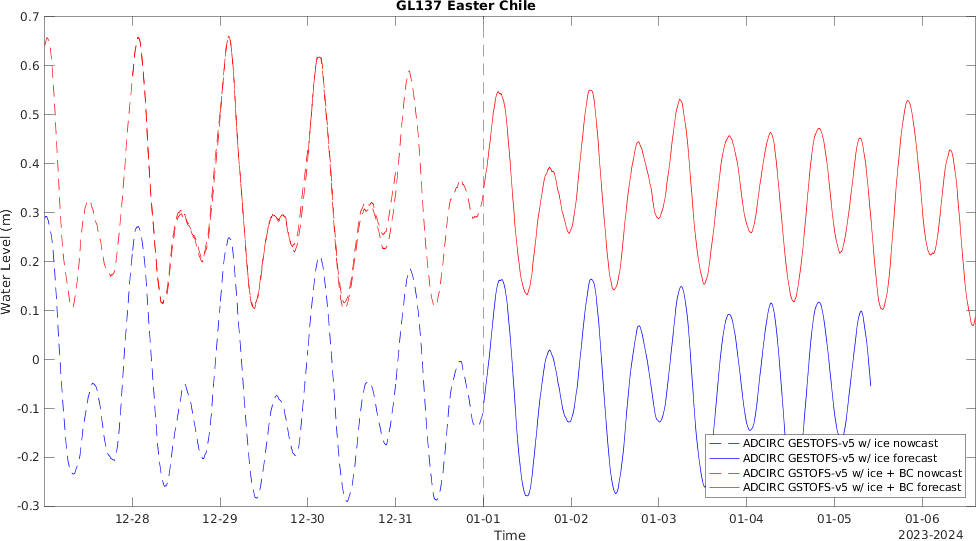 GL137 Easter Chile
0.7
0.6
0.5
0.4
0.3
0.2
0.1
0
-0.1
-0.2
-0.3
Water Level (m)
12-28 12-29 12-30 12-31 01-01 01-02 01-03 01-04 01-05 01-06
Time
2023-2024
ADCIRC GESTOFS-v5 w/ ice nowcast
ADCIRC GESTOFS-v5 w/ ice forecast
ADCIRC GSTOFS-v5 w/ ice + BC nowcast
ADCIRC GSTOFS-v5 w/ ice + BC forecast